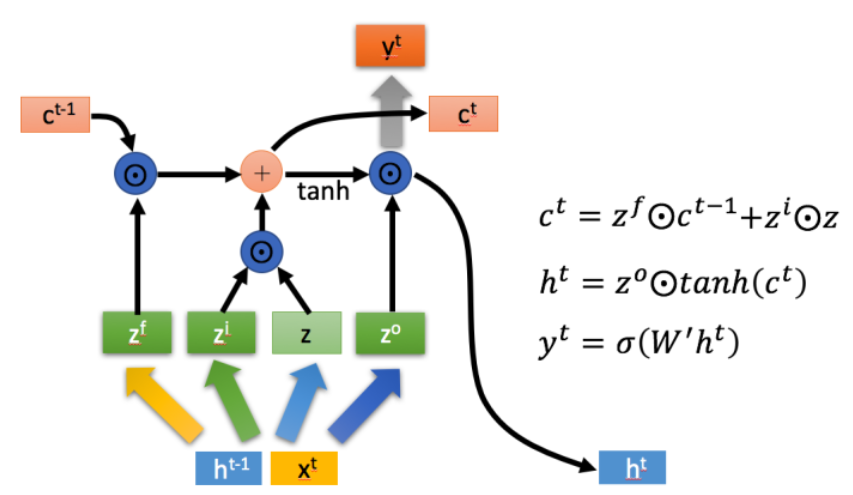 yᵗ
cᵗ⁻¹
cᵗ
⊙
+
⊙
tanh
⊙
cᵗ = zᶠ⊙cᵗ⁻¹+zⁱ⊙z
hᵗ = zᵒ⊙tanh(cᵗ)
yᵗ = σ(W'hᵗ)
zᶠ
zⁱ
z
zᵒ
hᵗ⁻¹
xᵗ
hᵗ